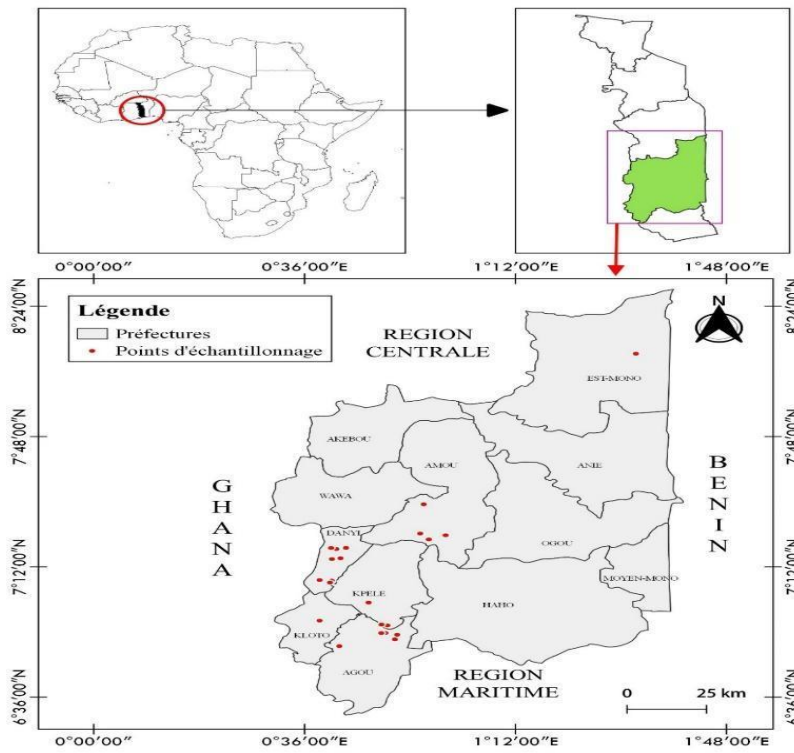 0°00′00″
0°36′00″E
1°12′00″E
1°48′00″E
8°24′00″N
8°24′00″N
N
Légende
Préfectures
Points d'échantillonnage
REGION
CENTRALE
EST-MONO
7°48′00″N
7°48′00″N
AKEBOU
AMOU
ANIE
WAWA
GHANA
BENIN
DANYI
OGOU
7°12′00″N
7°12′00″N
MOYEN-MONO
KPELE
HAHO
KLOTO
AGOU
REGION
MARITIME
0 25 km
6°36′00″N
6°36′00″N
0°00′00″
0°36′00″E
1°12′00″E
1°48′00″E